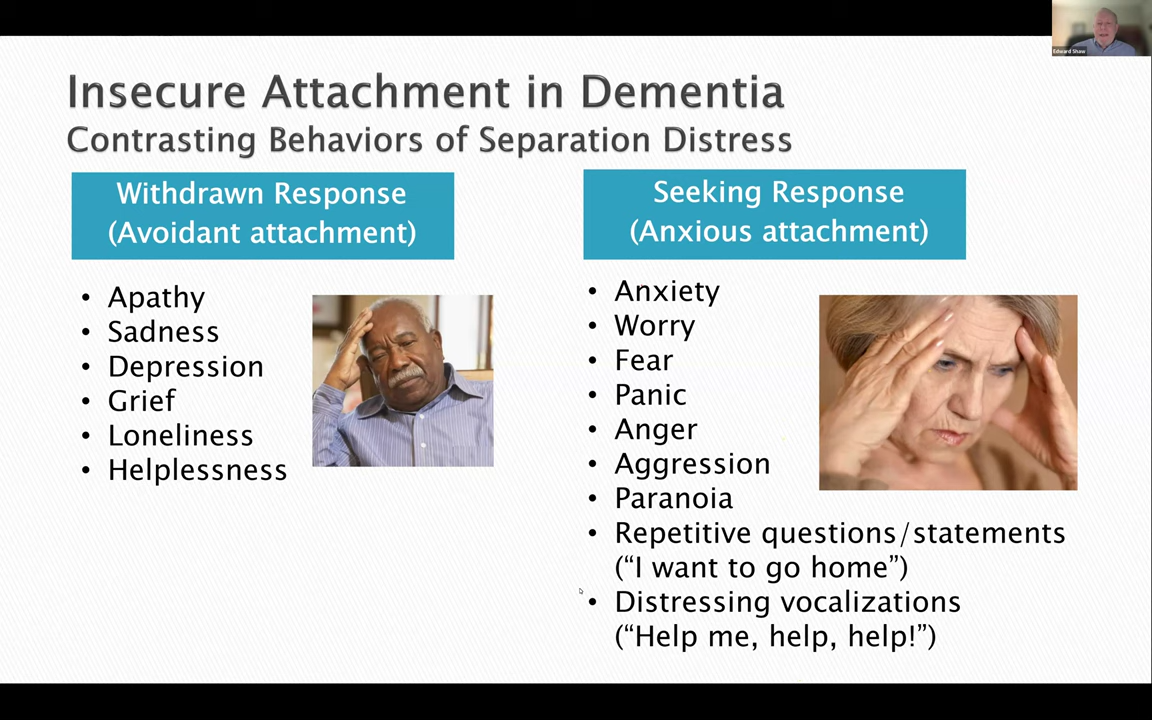 Edward Shaw
Insecure Attachment in Dementia
Contrasting Behaviors of Separation Distress
Withdrawn Response
(Avoidant attachment)
• Apathy
• Sadness
• Depression
• Grief
• Loneliness
• Helplessness
Seeking Response
(Anxious attachment)
• Anxiety
• Worry
• Fear
• Panic
• Anger
• Aggression
• Paranoia
• Repetitive questions/statements
(“I want to go home”)
• Distressing vocalizations
(“Help me, help, help!”)